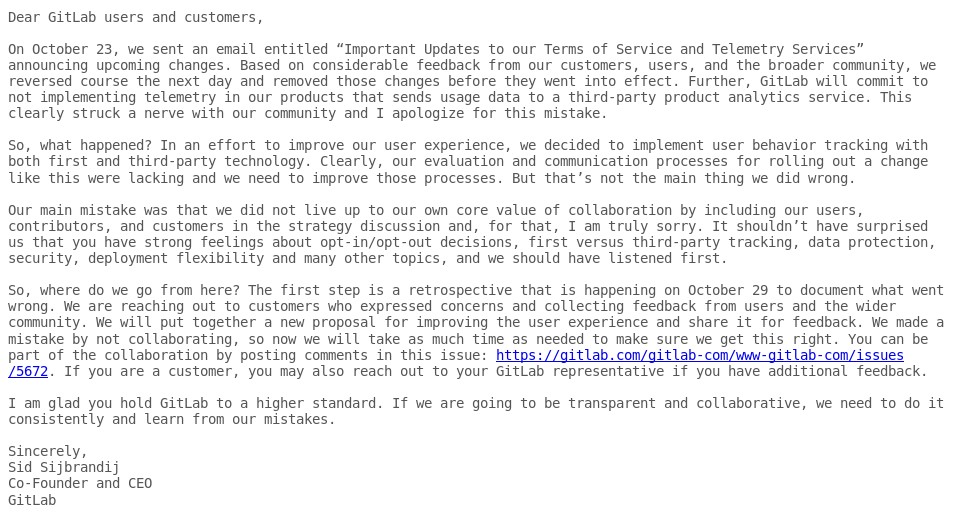 Dear GitLab users and customers,
On October 23, we sent an email entitled “Important Updates to our Terms of Service and Telemetry Services”
announcing upcoming changes. Based on considerable feedback from our customers, users, and the broader community, we
reversed course the next day and removed those changes before they went into effect. Further, GitLab will commit to
not implementing telemetry in our products that sends usage data to a third-party product analytics service. This
clearly struck a nerve with our community and I apologize for this mistake.
So, what happened? In an effort to improve our user experience, we decided to implement user behavior tracking with
both first and third-party technology. Clearly, our evaluation and communication processes for rolling out a change
like this were lacking and we need to improve those processes. But that’s not the main thing we did wrong.
Our main mistake was that we did not live up to our own core value of collaboration by including our users,
contributors, and customers in the strategy discussion and, for that, I am truly sorry. It shouldn’t have surprised
us that you have strong feelings about opt-in/opt-out decisions, first versus third-party tracking, data protection,
security, deployment flexibility and many other topics, and we should have listened first.
So, where do we go from here? The first step is a retrospective that is happening on October 29 to document what went
wrong. We are reaching out to customers who expressed concerns and collecting feedback from users and the wider
community. We will put together a new proposal for improving the user experience and share it for feedback. We made a
mistake by not collaborating, so now we will take as much time as needed to make sure we get this right. You can be
part of the collaboration by posting comments in this issue: https://gitlab.com/gitlab-com/www-gitlab-com/issues
/5672. If you are a customer, you may also reach out to your GitLab representative if you have additional feedback.
I am glad you hold GitLab to a higher standard. If we are going to be transparent and collaborative, we need to do it
consistently and learn from our mistakes.
Sincerely,
Sid Sijbrandij
Co-Founder and CEO
GitLab